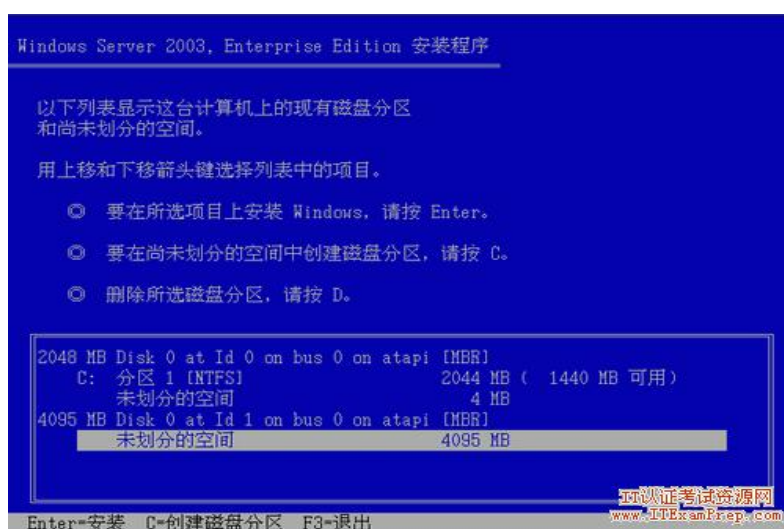 Windows Server 2003, Enterprise Edition 安装程序
以下列表显示这台计算机上的现有磁盘分区
和尚未划分的空间。
用上移和下移箭头键选择列表中的项目。
◎ 要在所选项目上安装 Windows，请按 Enter。
◎ 要在尚未划分的空间中创建磁盘分区，请按 C。
◎ 删除所选磁盘分区，请按 D。
2048 MB Disk 0 at Id 0 on bus 0 on atapi [MBR]
C: 分区 1 [NTFS] 2044 MB ( 1440 MB 可用)
未划分的空间 4 MB
4095 MB Disk 0 at Id 1 on bus 0 on atapi [MBR]
未划分的空间 4095 MB
IT认证考试资源网
www.ITExamPrep.com
Enter=安装 C=创建磁盘分区 F3=退出